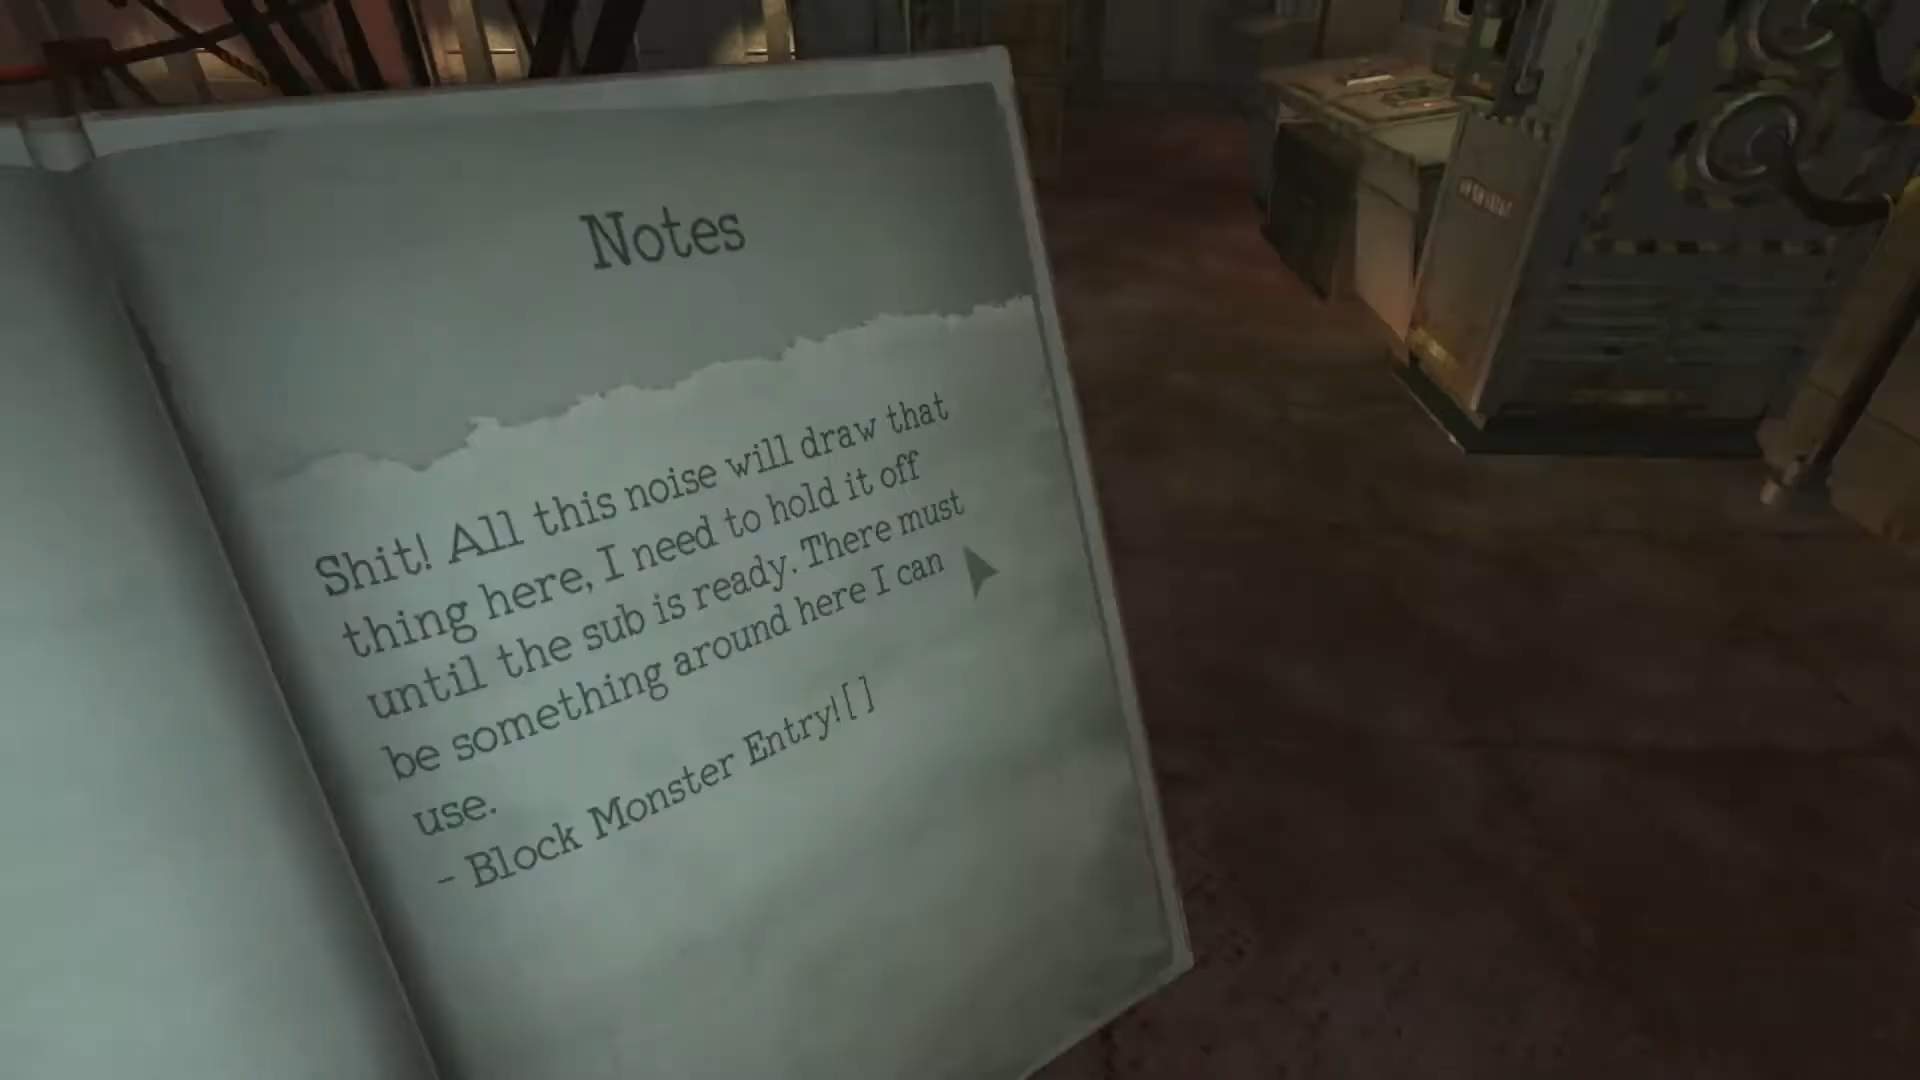 Notes
Shit! All this noise will draw that
thing here, I need to hold it off
until the sub is ready. There must
be something around here I can
use.
- Block Monster Entry![ ]